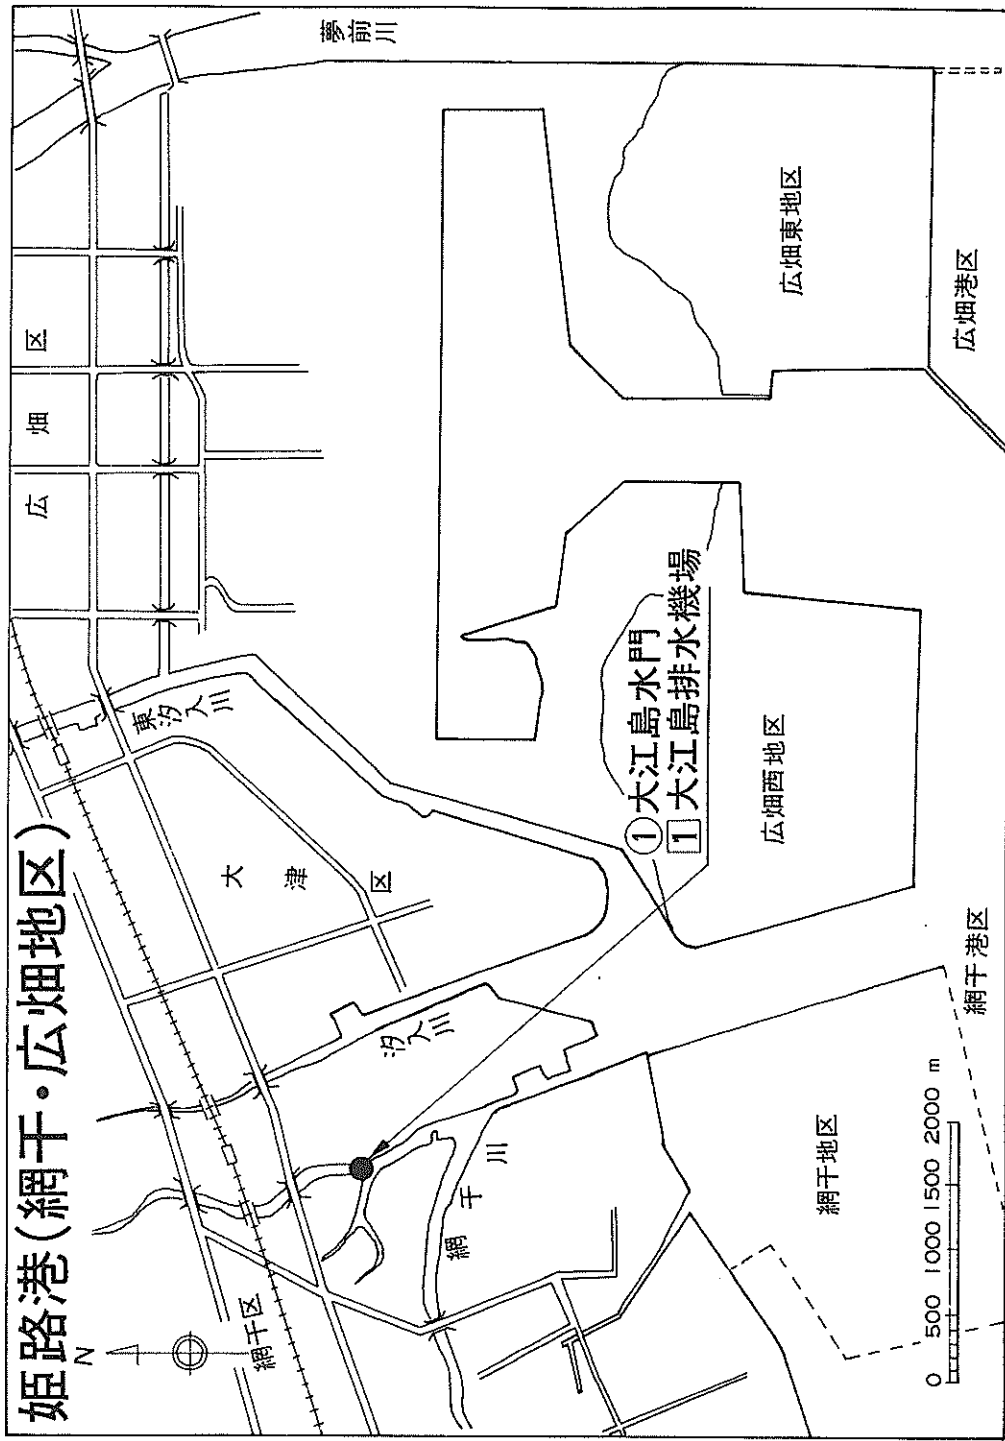 姫路港(網干・広畑地区)
N
網干区
大
津
区
広
畑
区
東汐入川
汐入川
網
干
川
夢前川
①大江島水門
1 大江島排水機場
広畑西地区
広畑東地区
広畑港区
網干地区
網干港区
0 500 1000 1500 2000 m